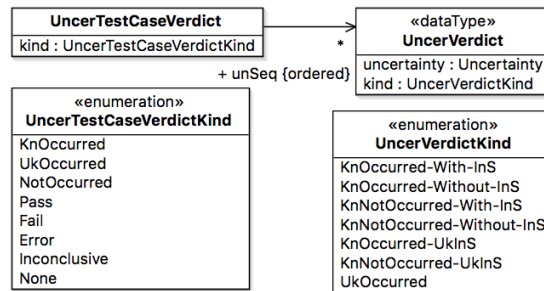 UncerTestCaseVerdict
kind : UncerTestCaseVerdictKind
*
+ unSeq {ordered}
«dataType»
UncerVerdict
uncertainty : Uncertainty
kind : UncerVerdictKind
«enumeration»
UncerTestCaseVerdictKind
KnOccurred
UkOccurred
NotOccurred
Pass
Fail
Error
Inconclusive
None
«enumeration»
UncerVerdictKind
KnOccurred-With-InS
KnOccurred-Without-InS
KnNotOccurred-With-InS
KnNotOccurred-Without-InS
KnOccurred-UkInS
KnNotOccurred-UkInS
UkOccurred